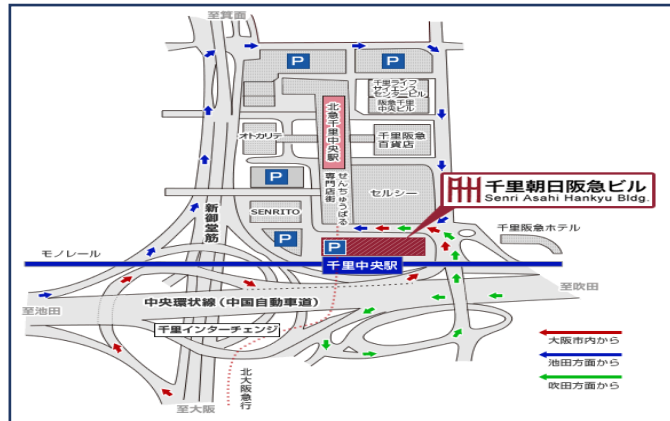 至箕面
P
P
千里ライフ
サイエンス
センタービル
阪急千里
中央ビル
北急千里中央駅
オトカリテ
千里阪急
百貨店
せんちゅうぱる
専門店街
P
セルシー
新御堂筋
SENRITO
千里朝日阪急ビル
Senri Asahi Hankyu Bldg.
千里阪急ホテル
P
P
モノレール
千里中央駅
至吹田
中央環状線(中国自動車道)
至池田
千里インターチェンジ
北大阪急行
至大阪
大阪市内から
池田方面から
吹田方面から